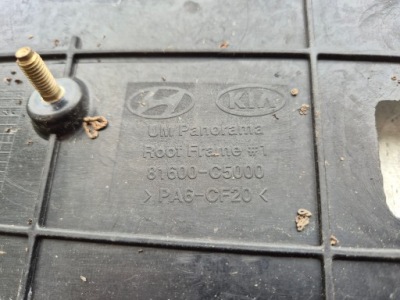 KIA
UM Panorama
Roof Frame #1
81600-C5000
>PA6-CF20<